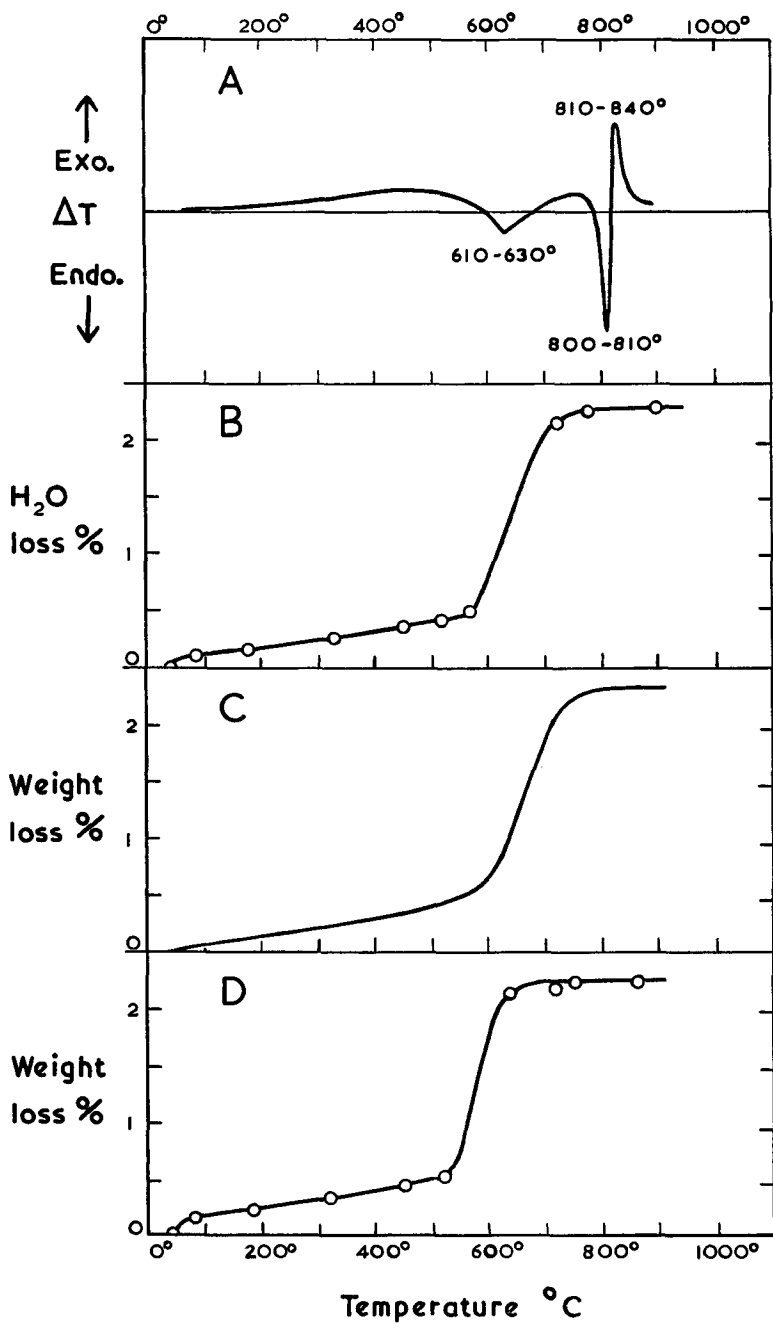 0° 200° 400° 600° 800° 1000°
A
810-840°
Exo.
ΔT
610-630°
Endo.
800-810°
B
2
H₂O
loss %
1
0
C
2
Weight
loss %
1
0
D
2
Weight
loss %
1
0
0° 200° 400° 600° 800° 1000°
Temperature °C